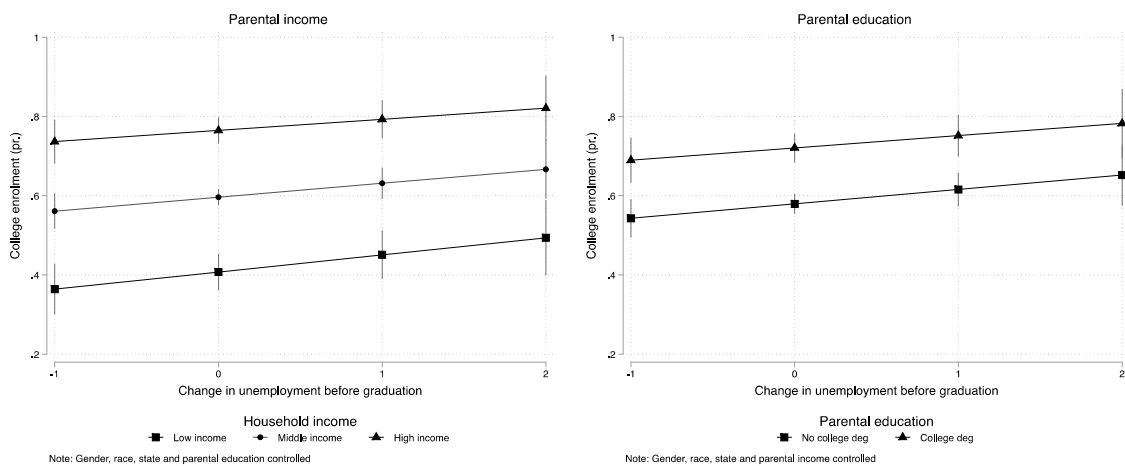 Parental income
1
.8
.6
.4
.2
College enrolment (pr.)
-1 0 1 2
Change in unemployment before graduation
Household income
Low income Middle income High income
Note: Gender, race, state and parental education controlled
Parental education
1
.8
.6
.4
.2
College enrolment (pr.)
-1 0 1 2
Change in unemployment before graduation
Parental education
No college deg College deg
Note: Gender, race, state and parental income controlled